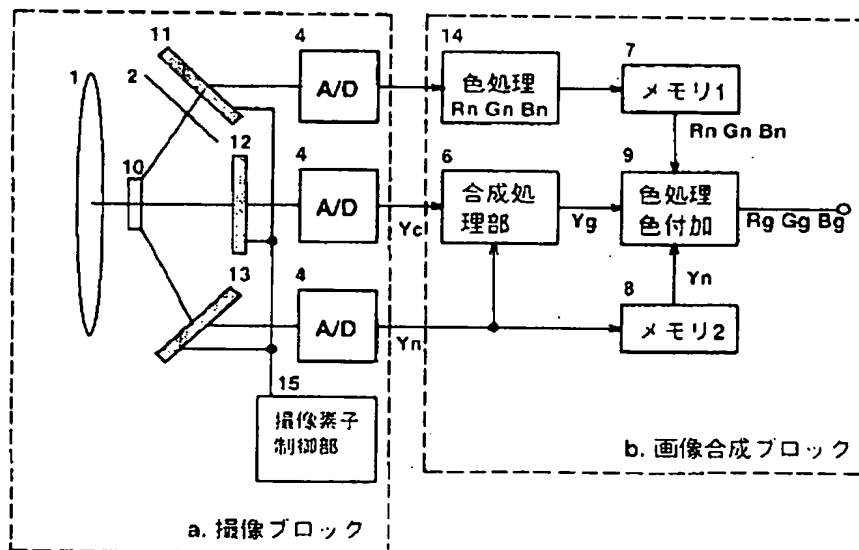 11
4
14
7
1
2
A/D
色処理
Rn Gn Bn
メモリ1
Rn Gn Bn
12
4
6
9
10
A/D
合成処
理部
色処理
色付加
Yc
Yg
Rg Gg Bg
13
4
Yn
8
A/D
メモリ2
Yn
15
撮像素子
制御部
b. 画像合成ブロック
a. 撮像ブロック